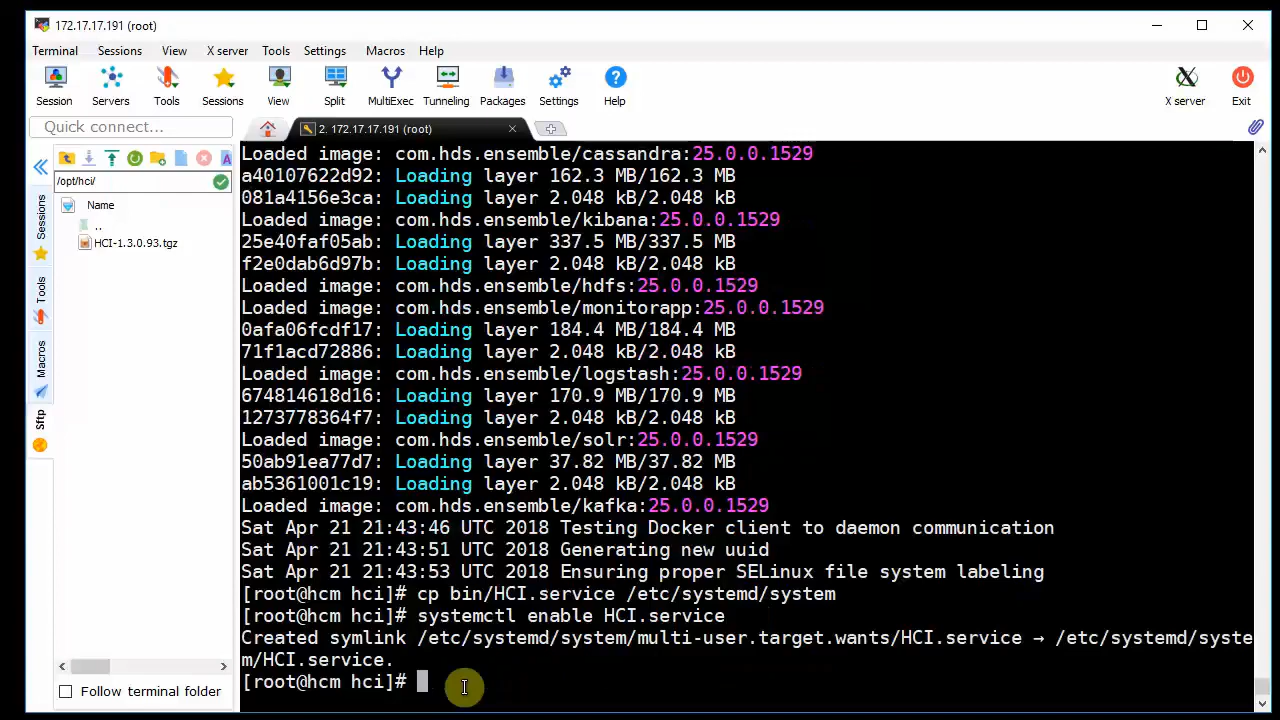 172.17.17.191 (root)
Terminal Sessions View X server Tools Settings Macros Help
Session Servers Tools Sessions View Split MultiExec Tunneling Packages Settings Help X server Exit
Quick connect...
2. 172.17.17.191 (root)
/opt/hci/
Name
..
HCI-1.3.0.93.tgz
Sessions
Tools
Macros
Sftp
Loaded image: com.hds.ensemble/cassandra:25.0.0.1529
a40107622d92: Loading layer 162.3 MB/162.3 MB
081a4156e3ca: Loading layer 2.048 kB/2.048 kB
Loaded image: com.hds.ensemble/kibana:25.0.0.1529
25e40faf05ab: Loading layer 337.5 MB/337.5 MB
f2e0dab6d97b: Loading layer 2.048 kB/2.048 kB
Loaded image: com.hds.ensemble/hdfs:25.0.0.1529
Loaded image: com.hds.ensemble/monitorapp:25.0.0.1529
0afa06fcdf17: Loading layer 184.4 MB/184.4 MB
71f1acd72886: Loading layer 2.048 kB/2.048 kB
Loaded image: com.hds.ensemble/logstash:25.0.0.1529
674814618d16: Loading layer 170.9 MB/170.9 MB
1273778364f7: Loading layer 2.048 kB/2.048 kB
Loaded image: com.hds.ensemble/solr:25.0.0.1529
50ab91ea77d7: Loading layer 37.82 MB/37.82 MB
ab5361001c19: Loading layer 2.048 kB/2.048 kB
Loaded image: com.hds.ensemble/kafka:25.0.0.1529
Sat Apr 21 21:43:46 UTC 2018 Testing Docker client to daemon communication
Sat Apr 21 21:43:51 UTC 2018 Generating new uuid
Sat Apr 21 21:43:53 UTC 2018 Ensuring proper SELinux file system labeling
[root@hcm hci]# cp bin/HCI.service /etc/systemd/system
[root@hcm hci]# systemctl enable HCI.service
Created symlink /etc/systemd/system/multi-user.target.wants/HCI.service → /etc/systemd/syste
m/HCI.service.
[root@hcm hci]#
Follow terminal folder